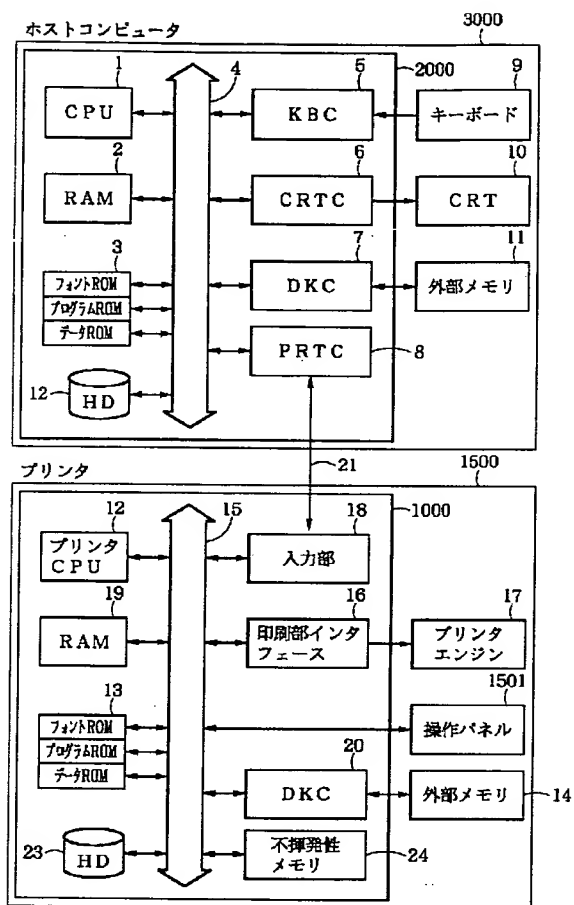 ホストコンピュータ
3000
1
4
5
2000
9
CPU
KBC
キーボード
2
6
10
RAM
CRTC
CRT
3
7
11
フォントROM
プログラムROM
データROM
DKC
外部メモリ
PRTC
8
12
HD
21
プリンタ
1500
12
15
18
1000
プリンタ
CPU
入力部
19
16
17
RAM
印刷部インタ
フェース
プリンタ
エンジン
1501
13
操作パネル
フォントROM
プログラムROM
データROM
20
DKC
外部メモリ
14
23
HD
不揮発性
メモリ
24